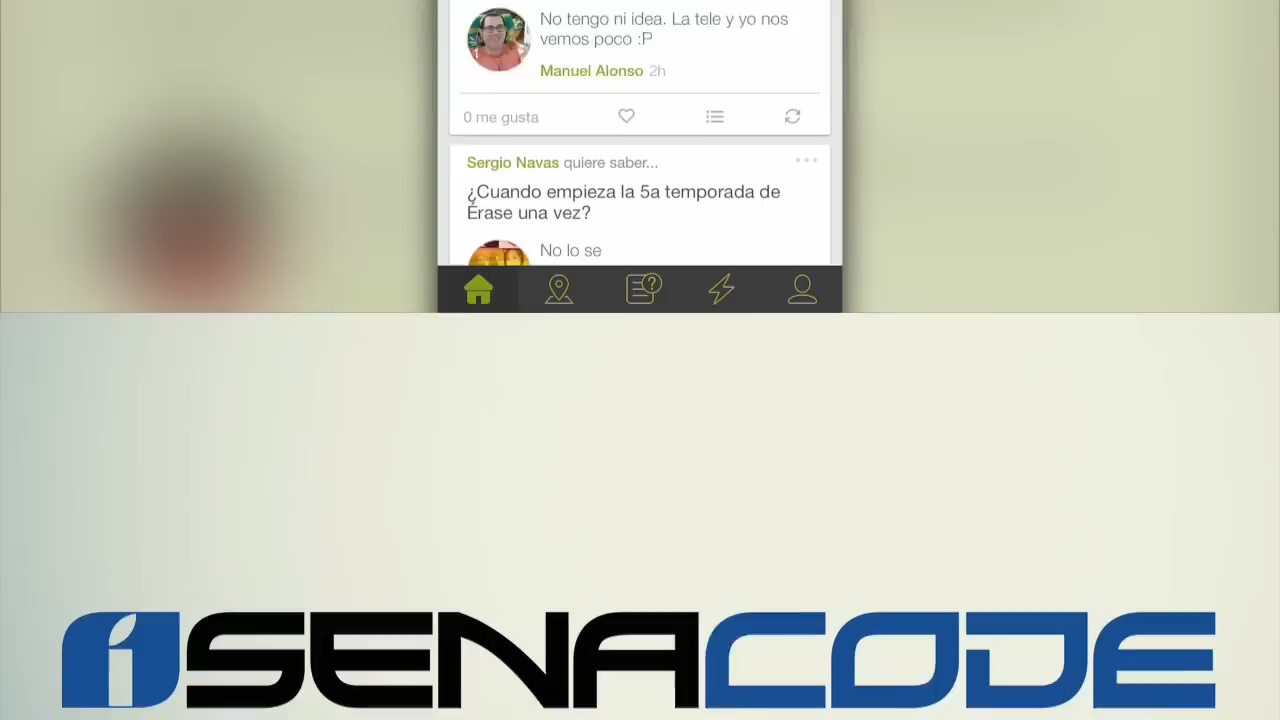 No tengo ni idea. La tele y yo nos
vemos poco :P
Manuel Alonso 2h
0 me gusta
Sergio Navas quiere saber...
¿Cuando empieza la 5a temporada de
Érase una vez?
No lo se
iSENACODE